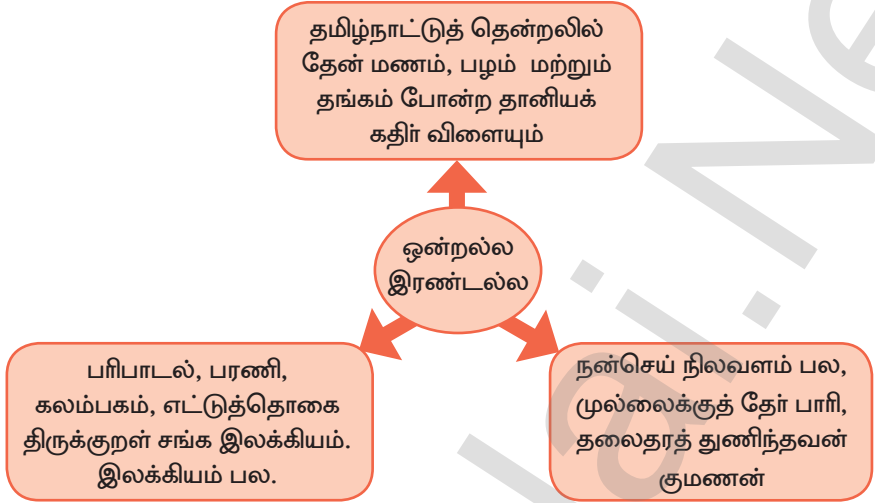 தமிழ்நாட்டுத் தென்றலில்
தேன் மணம், பழம் மற்றும்
தங்கம் போன்ற தானியக்
கதிர் விளையும்
ஒன்றல்ல
இரண்டல்ல
பரிபாடல், பரணி,
கலம்பகம், எட்டுத்தொகை
திருக்குறள் சங்க இலக்கியம்.
இலக்கியம் பல.
நன்செய் நிலவளம் பல,
முல்லைக்குத் தேர் பாரி,
தலைதரத் துணிந்தவன்
குமணன்